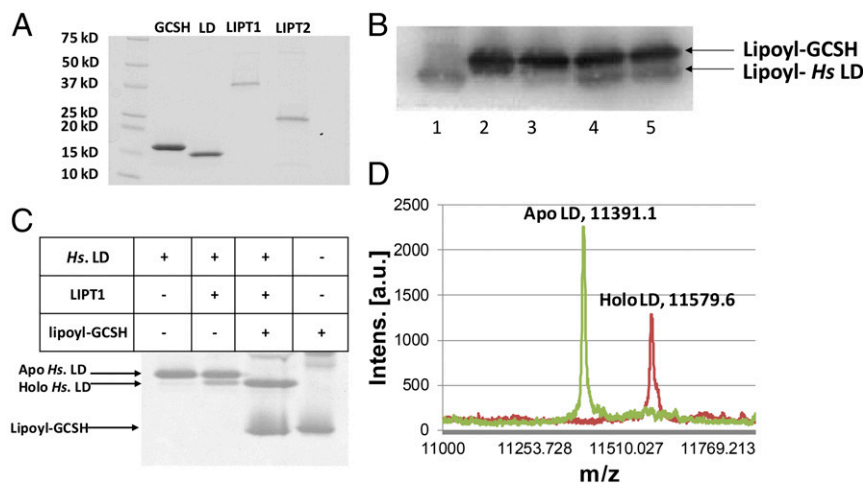 A
GCSH LD LIPT1 LIPT2
75 kD
50 kD
37 kD
25 kD
20 kD
15 kD
10 kD
B
Lipoyl-GCSH
Lipoyl- Hs LD
1 2 3 4 5
C
Hs. LD + + + -
LIPT1 - + + -
lipoyl-GCSH - - + +
Apo Hs. LD
Holo Hs. LD
Lipoyl-GCSH
D
2500
2000
1500
1000
500
0
Intens. [a.u.]
Apo LD, 11391.1
Holo LD, 11579.6
11000 11253.728 11510.027 11769.213
m/z